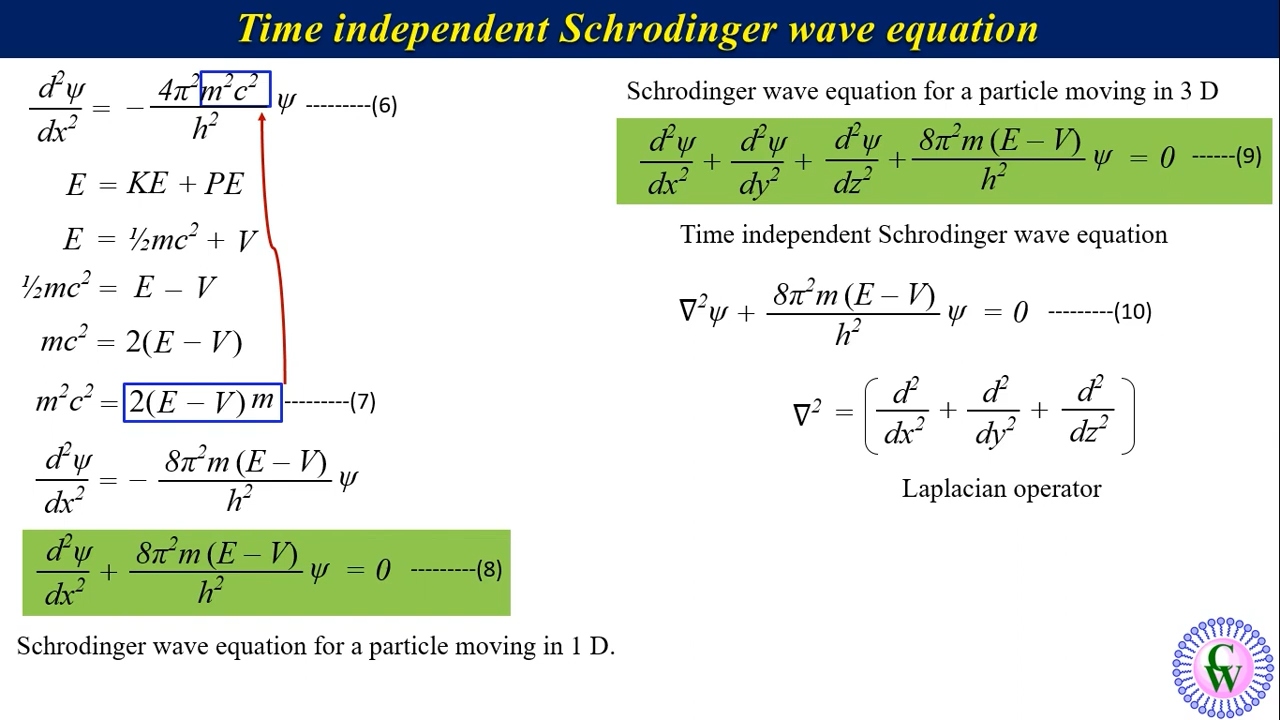 Time independent Schrodinger wave equation
d²ψ/dx² = − 4π²m²c²/h² ψ ---------(6)
E = KE + PE
E = ½mc² + V
½mc² = E − V
mc² = 2(E − V)
m²c² = 2(E − V) m ---------(7)
d²ψ/dx² = − 8π²m (E − V)/h² ψ
d²ψ/dx² + 8π²m (E − V)/h² ψ = 0 ---------(8)
Schrodinger wave equation for a particle moving in 1 D.
Schrodinger wave equation for a particle moving in 3 D
d²ψ/dx² + d²ψ/dy² + d²ψ/dz² + 8π²m (E − V)/h² ψ = 0 ------(9)
Time independent Schrodinger wave equation
∇²ψ + 8π²m (E − V)/h² ψ = 0 ---------(10)
∇² = (d²/dx² + d²/dy² + d²/dz²)
Laplacian operator
CW